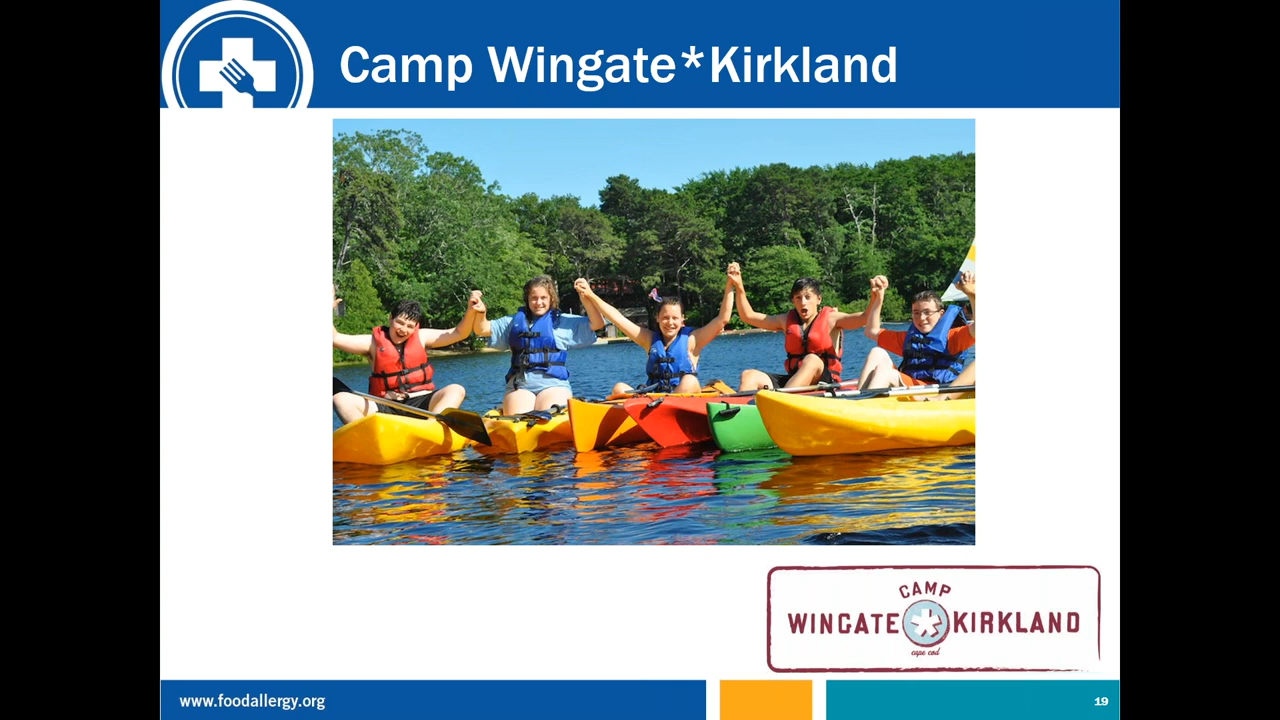 Camp Wingate*Kirkland
CAMP
WINGATE KIRKLAND
cape cod
www.foodallergy.org
19